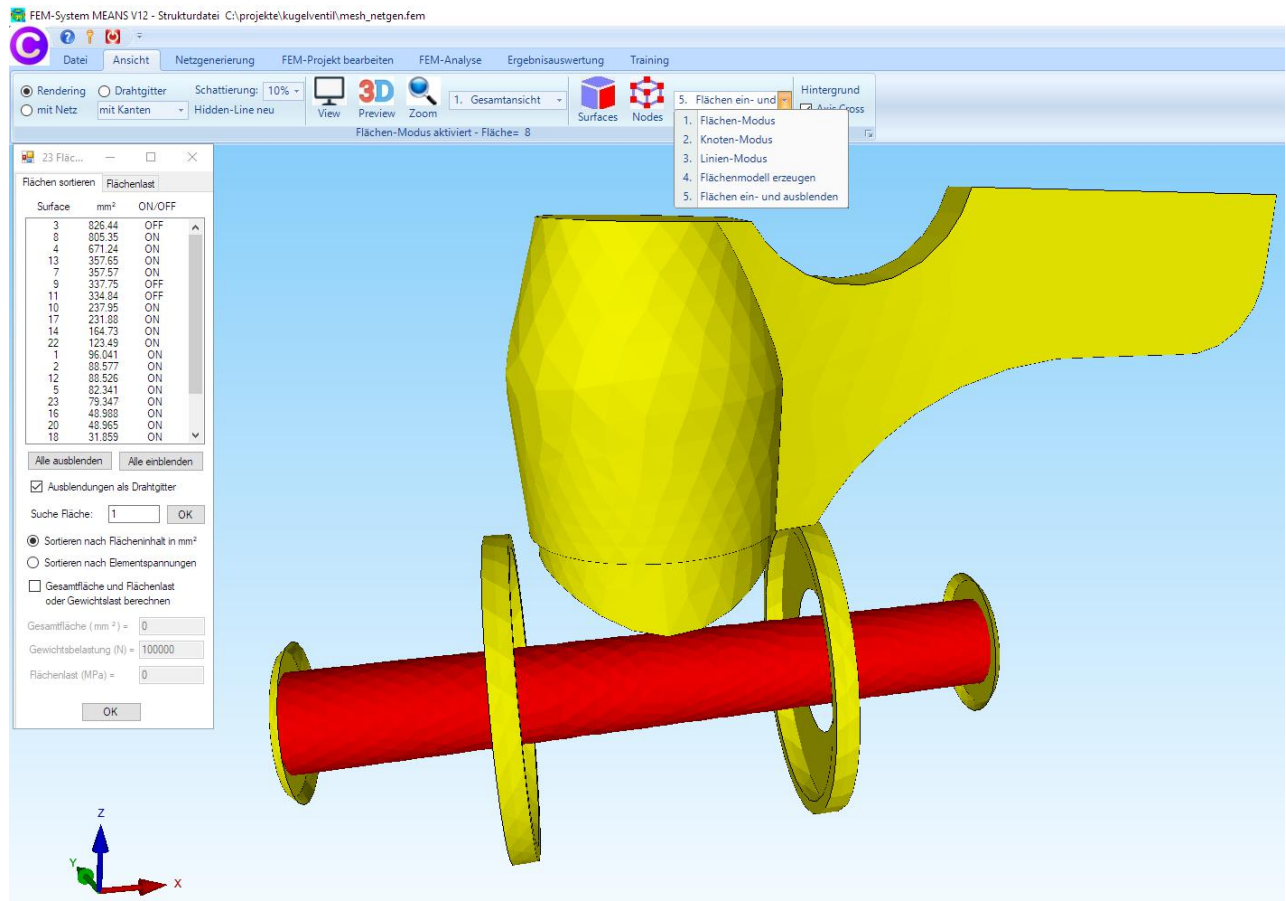 FEM-System MEANS V12 - Strukturdatei C:\projekte\kugelventil\mesh_netgen.fem
C
Datei Ansicht Netzgenerierung FEM-Projekt bearbeiten FEM-Analyse Ergebnisauswertung Training
Rendering Drahtgitter Schattierung: 10%
mit Netz mit Kanten Hidden-Line neu
View 3D Preview Zoom
1. Gesamtansicht
Surfaces Nodes
5. Flächen ein- und
Hintergrund
Axis Cross
Flächen-Modus aktiviert - Fläche= 8
1. Flächen-Modus
2. Knoten-Modus
3. Linien-Modus
4. Flächenmodell erzeugen
5. Flächen ein- und ausblenden
23 Fläc...
Flächen sortieren Flächenlast
Surface mm² ON/OFF
3 826.44 OFF
8 805.35 ON
4 671.24 ON
13 357.65 ON
7 357.57 ON
9 337.75 OFF
11 334.84 OFF
10 237.95 ON
17 231.88 ON
14 164.73 ON
22 123.49 ON
1 96.041 ON
2 88.577 ON
12 88.526 ON
5 82.341 ON
23 79.347 ON
16 48.988 ON
20 48.965 ON
18 31.859 ON
Alle ausblenden Alle einblenden
Ausblendungen als Drahtgitter
Suche Fläche: 1 OK
Sortieren nach Flächeninhalt in mm²
Sortieren nach Elementspannungen
Gesamtfläche und Flächenlast
oder Gewichtslast berechnen
Gesamtfläche ( mm ² ) = 0
Gewichtsbelastung (N) = 100000
Flächenlast (MPa) = 0
OK
Z
Y
X